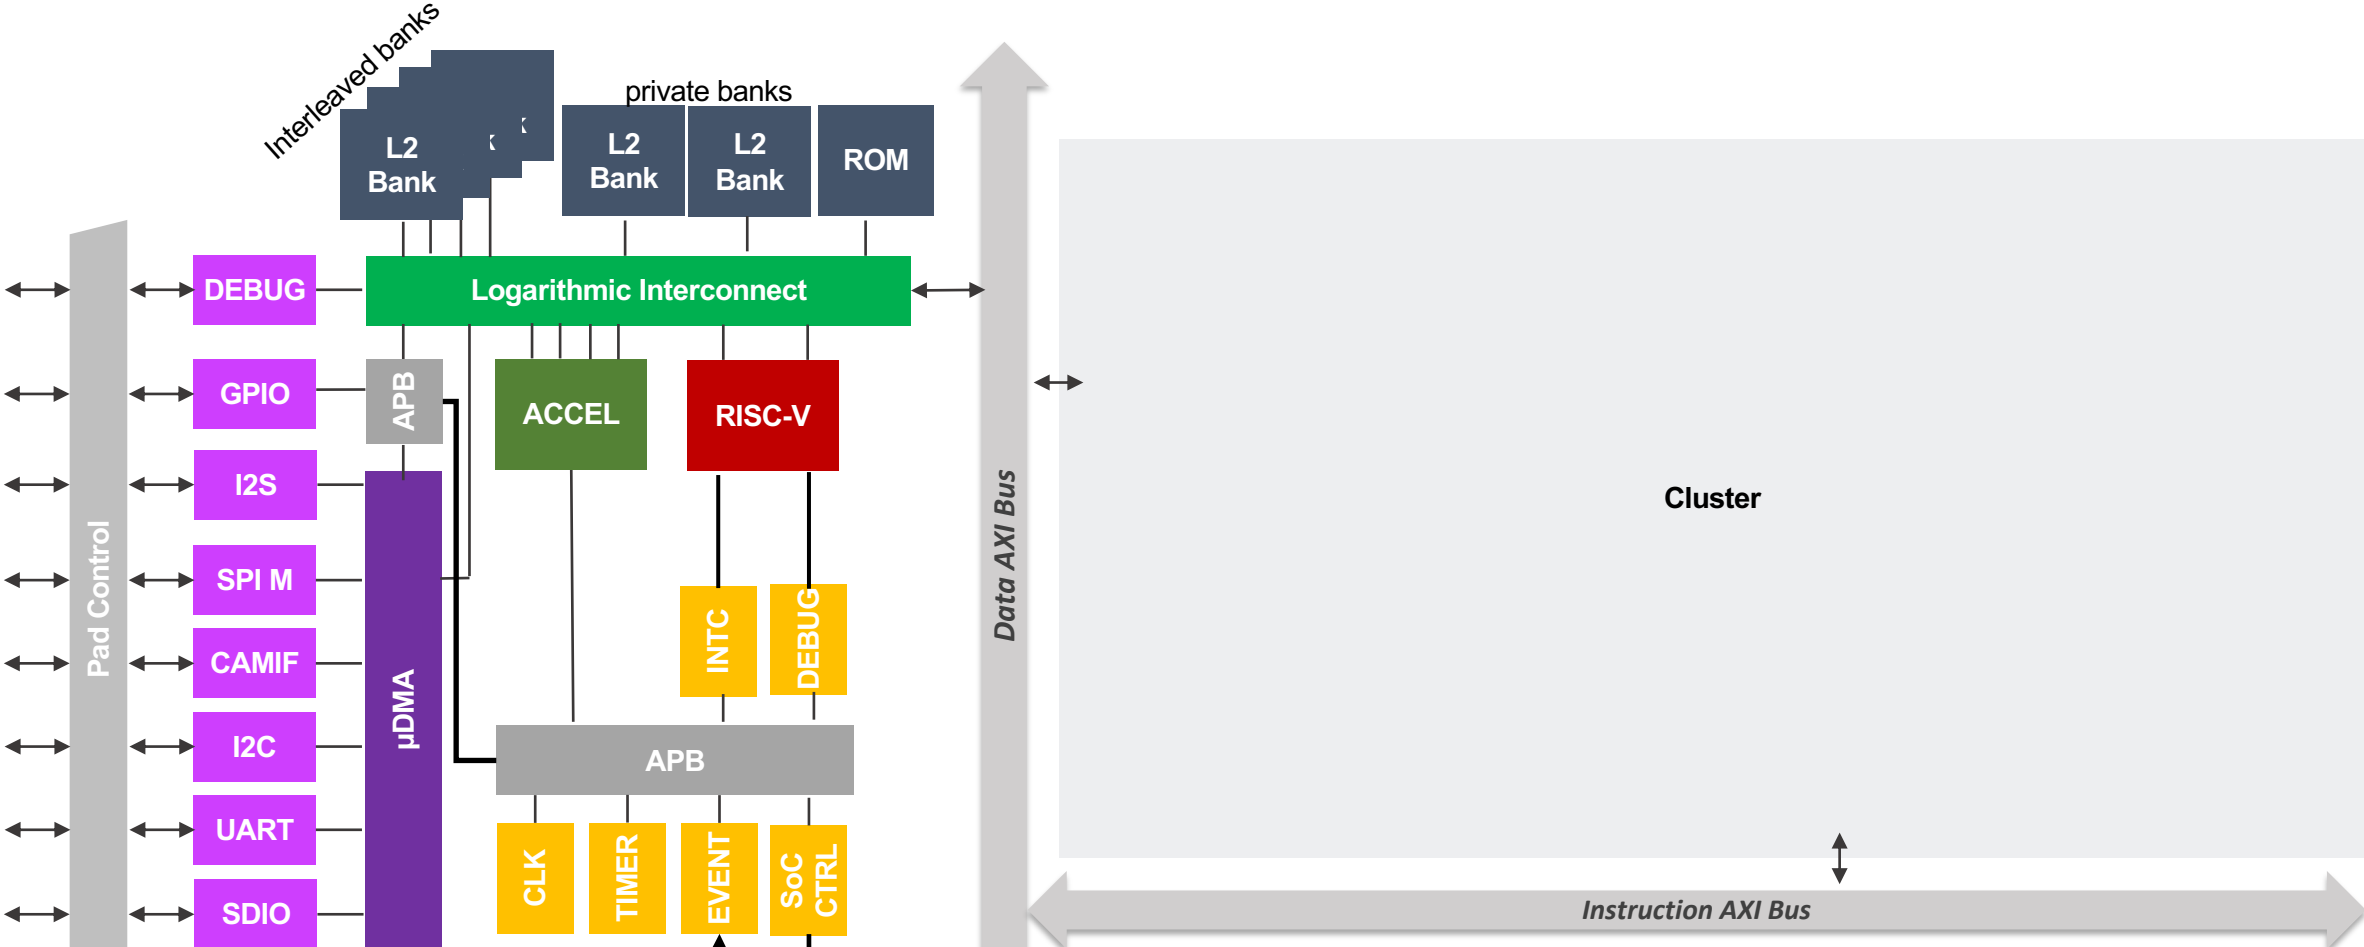 Interleaved banks
private banks
L2
Bank
k
k
L2
Bank
L2
Bank
ROM
DEBUG
Logarithmic Interconnect
GPIO
APB
ACCEL
RISC-V
I2S
Cluster
Data AXI Bus
Pad Control
SPI M
INTC
DEBUG
CAMIF
µDMA
I2C
APB
UART
CLK
TIMER
EVENT
SoC
CTRL
SDIO
Instruction AXI Bus